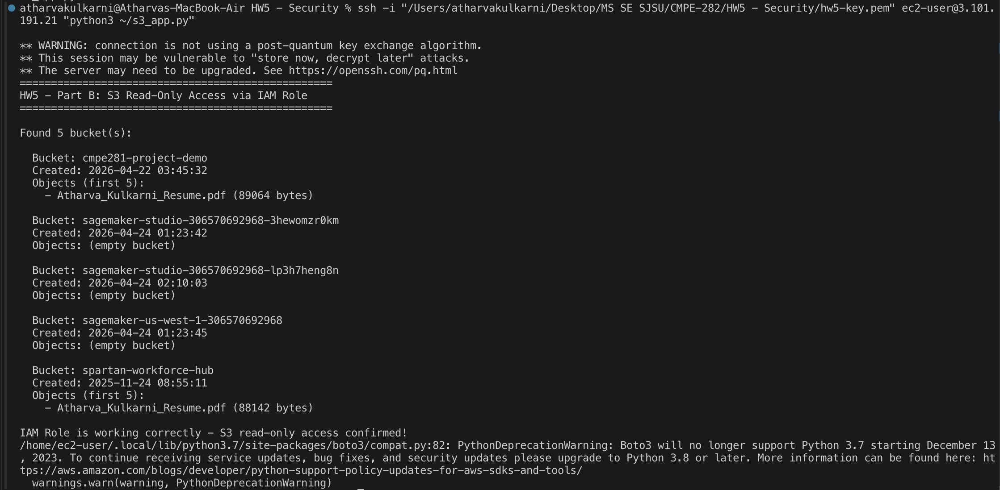 atharvakulkarni@Atharvas-MacBook-Air HW5 - Security % ssh -i "/Users/atharvakulkarni/Desktop/MS SE SJSU/CMPE-282/HW5 - Security/hw5-key.pem" ec2-user@3.101.
191.21 "python3 ~/s3_app.py"
** WARNING: connection is not using a post-quantum key exchange algorithm.
** This session may be vulnerable to "store now, decrypt later" attacks.
** The server may need to be upgraded. See https://openssh.com/pq.html
==================================================
HW5 - Part B: S3 Read-Only Access via IAM Role
==================================================
Found 5 bucket(s):
Bucket: cmpe281-project-demo
Created: 2026-04-22 03:45:32
Objects (first 5):
- Atharva_Kulkarni_Resume.pdf (89064 bytes)
Bucket: sagemaker-studio-306570692968-3hewomzr0km
Created: 2026-04-24 01:23:42
Objects: (empty bucket)
Bucket: sagemaker-studio-306570692968-lp3h7heng8n
Created: 2026-04-24 02:10:03
Objects: (empty bucket)
Bucket: sagemaker-us-west-1-306570692968
Created: 2026-04-24 01:23:45
Objects: (empty bucket)
Bucket: spartan-workforce-hub
Created: 2025-11-24 08:55:11
Objects (first 5):
- Atharva_Kulkarni_Resume.pdf (88142 bytes)
IAM Role is working correctly - S3 read-only access confirmed!
/home/ec2-user/.local/lib/python3.7/site-packages/boto3/compat.py:82: PythonDeprecationWarning: Boto3 will no longer support Python 3.7 starting December 13
, 2023. To continue receiving service updates, bug fixes, and security updates please upgrade to Python 3.8 or later. More information can be found here: ht
tps://aws.amazon.com/blogs/developer/python-support-policy-updates-for-aws-sdks-and-tools/
warnings.warn(warning, PythonDeprecationWarning)